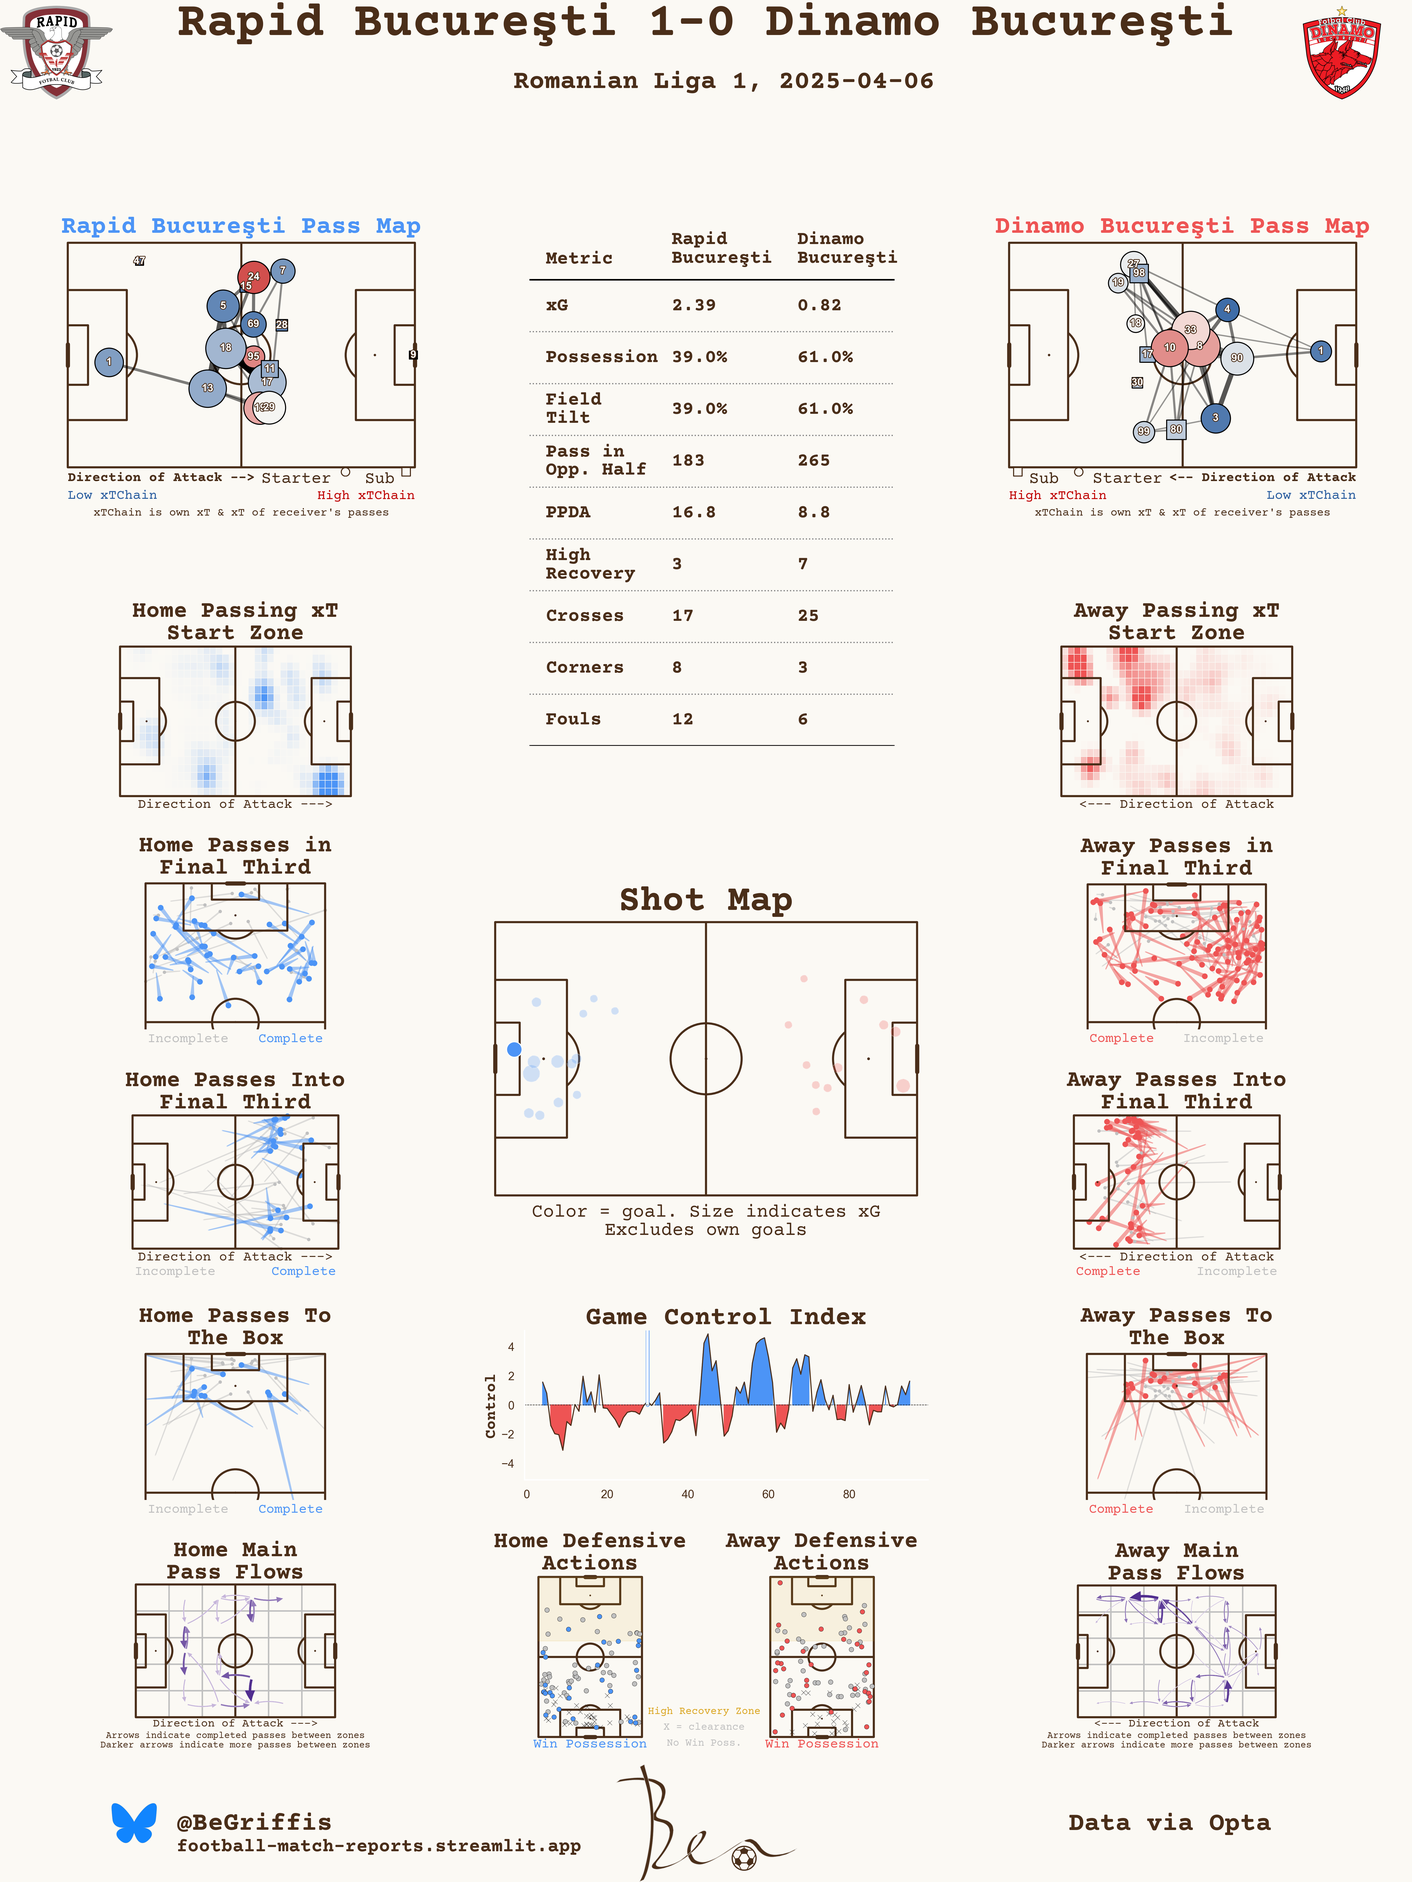 Rapid Bucureşti 1-0 Dinamo Bucureşti
Romanian Liga 1, 2025-04-06
RAPID
1923
FOTBAL CLUB
Fotbal Club
DINAMO
BUCUREŞTI
1948
Rapid Bucureşti Pass Map
47
24
7
15
5
69
28
18
95
9
1
11
13
17
19
29
Direction of Attack --> Starter Sub
Low xTChain High xTChain
xTChain is own xT & xT of receiver's passes
Metric Rapid Bucureşti Dinamo Bucureşti
xG 2.39 0.82
Possession 39.0% 61.0%
Field Tilt 39.0% 61.0%
Pass in Opp. Half 183 265
PPDA 16.8 8.8
High Recovery 3 7
Crosses 17 25
Corners 8 3
Fouls 12 6
Dinamo Bucureşti Pass Map
27
98
19
4
18
33
10
8
17
90
1
30
3
99
80
Sub Starter <-- Direction of Attack
High xTChain Low xTChain
xTChain is own xT & xT of receiver's passes
Home Passing xT
Start Zone
Direction of Attack --->
Away Passing xT
Start Zone
<--- Direction of Attack
Home Passes in
Final Third
Incomplete Complete
Away Passes in
Final Third
Complete Incomplete
Shot Map
Color = goal. Size indicates xG
Excludes own goals
Home Passes Into
Final Third
Direction of Attack --->
Incomplete Complete
Away Passes Into
Final Third
<--- Direction of Attack
Complete Incomplete
Home Passes To
The Box
Incomplete Complete
Game Control Index
Control
4
2
0
−2
−4
0 20 40 60 80
Away Passes To
The Box
Complete Incomplete
Home Main
Pass Flows
Direction of Attack --->
Arrows indicate completed passes between zones
Darker arrows indicate more passes between zones
Home Defensive
Actions
Win Possession
Away Defensive
Actions
Win Possession
High Recovery Zone
X = clearance
No Win Poss.
Away Main
Pass Flows
<--- Direction of Attack
Arrows indicate completed passes between zones
Darker arrows indicate more passes between zones
@BeGriffis
football-match-reports.streamlit.app
Ben
Data via Opta